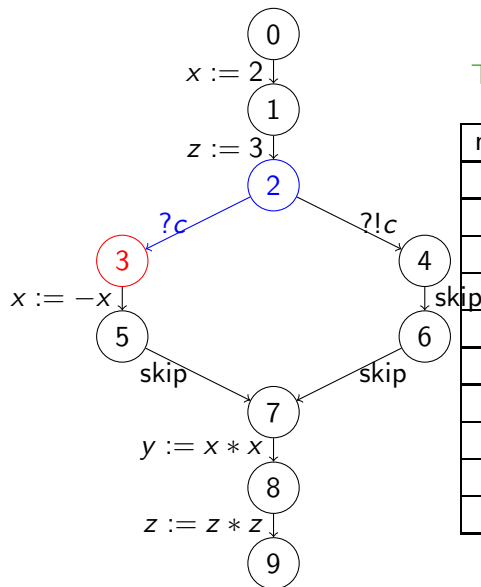 0
x := 2
T
1
r
z := 3
2
?c
?!c
3
4
x := −x
skip
5
6
skip
skip
7
y := x ∗ x
8
z := z ∗ z
9